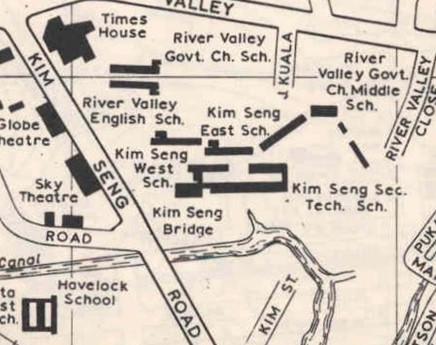 VALLEY
Times
House
River Valley
Govt. Ch. Sch.
J. KUALA
River
Valley Govt.
Ch. Middle
Sch.
RIVER VALLEY
CLOSE
KIM
SENG
ROAD
River Valley
English Sch.
Kim Seng
East Sch.
Globe
Theatre
Kim Seng
West
Sch.
Sky
Theatre
Kim Seng Sec.
Tech. Sch.
Kim Seng
Bridge
ROAD
Canal
Havelock
School
KIM ST.